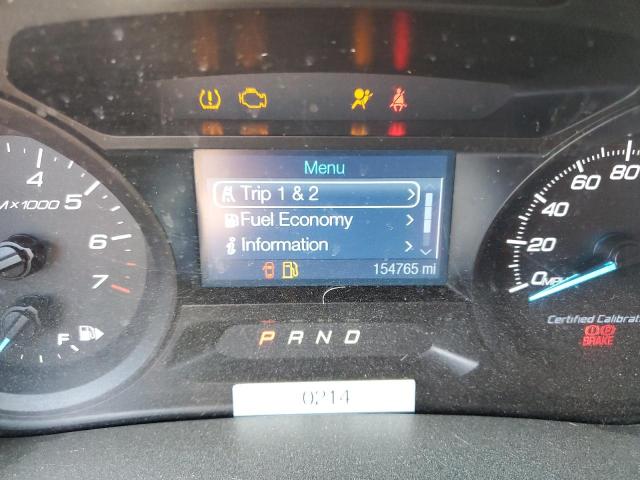 Menu
Trip 1 & 2
Fuel Economy
Information
154765 mi
4
5
6
7
F
0
20
40
60
80
Certified Calibrat
BRAKE
P R N D
0214